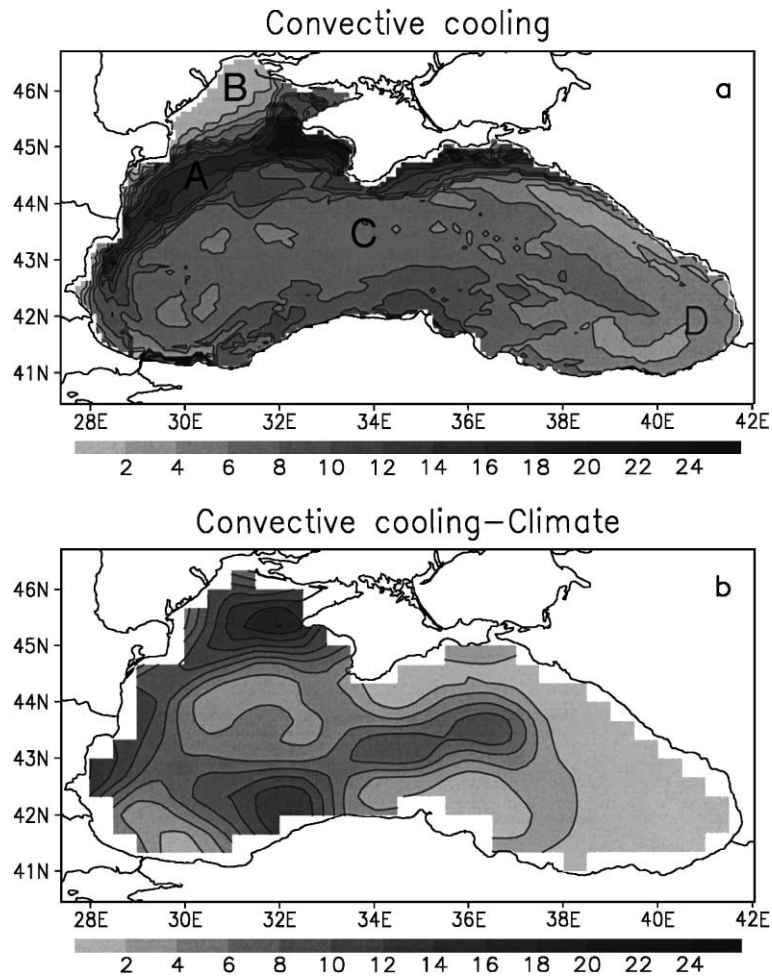 Convective cooling
a
46N
B
45N
A
44N
C
43N
42N
D
41N
28E 30E 32E 34E 36E 38E 40E 42E
2 4 6 8 10 12 14 16 18 20 22 24
Convective cooling-Climate
b
46N
45N
44N
43N
42N
41N
28E 30E 32E 34E 36E 38E 40E 42E
2 4 6 8 10 12 14 16 18 20 22 24